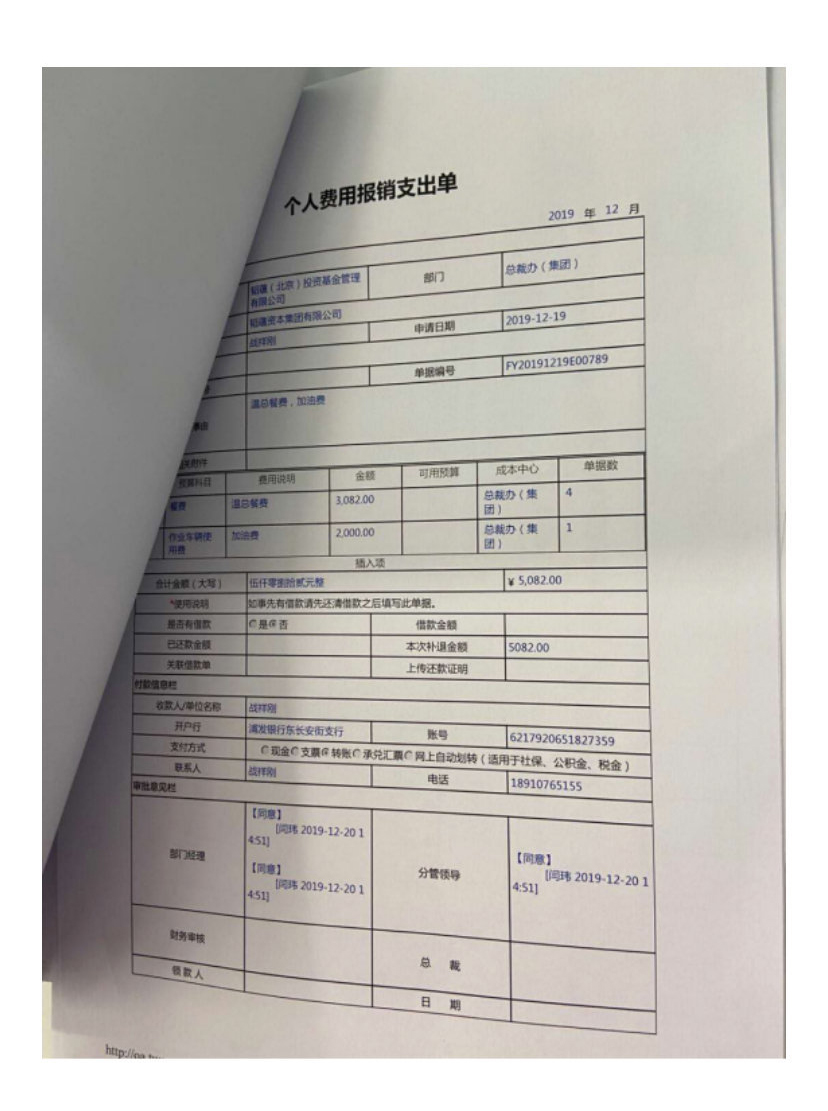 个人费用报销支出单
2019 年 12 月
韬蕴（北京）投资基金管理有限公司 部门 总裁办（集团）
韬蕴资本集团有限公司
战祥刚 申请日期 2019-12-19
单据编号 FY20191219E00789
温总餐费，加油费
事由
关附件
预算科目 费用说明 金额 可用预算 成本中心 单据数
餐费 温总餐费 3,082.00 总裁办（集团） 4
作业车辆使用费 加油费 2,000.00 总裁办（集团） 1
插入项
合计金额（大写） 伍仟零捌拾贰元整 ¥ 5,082.00
*使用说明 如事先有借款请先还清借款之后填写此单据。
是否有借款 是 否 借款金额
已还款金额 本次补退金额 5082.00
关联借款单 上传还款证明
付款信息栏
收款人/单位名称 战祥刚
开户行 浦发银行东长安街支行 账号 6217920651827359
支付方式 现金 支票 转账 承兑汇票 网上自动划转（适用于社保、公积金、税金）
联系人 战祥刚 电话 18910765155
审批意见栏
部门经理 【同意】
[闫玮 2019-12-20 1
4:51]
【同意】
[闫玮 2019-12-20 1
4:51]
分管领导 【同意】
[闫玮 2019-12-20 1
4:51]
财务审核 总 裁
领款人 日 期
http://oa